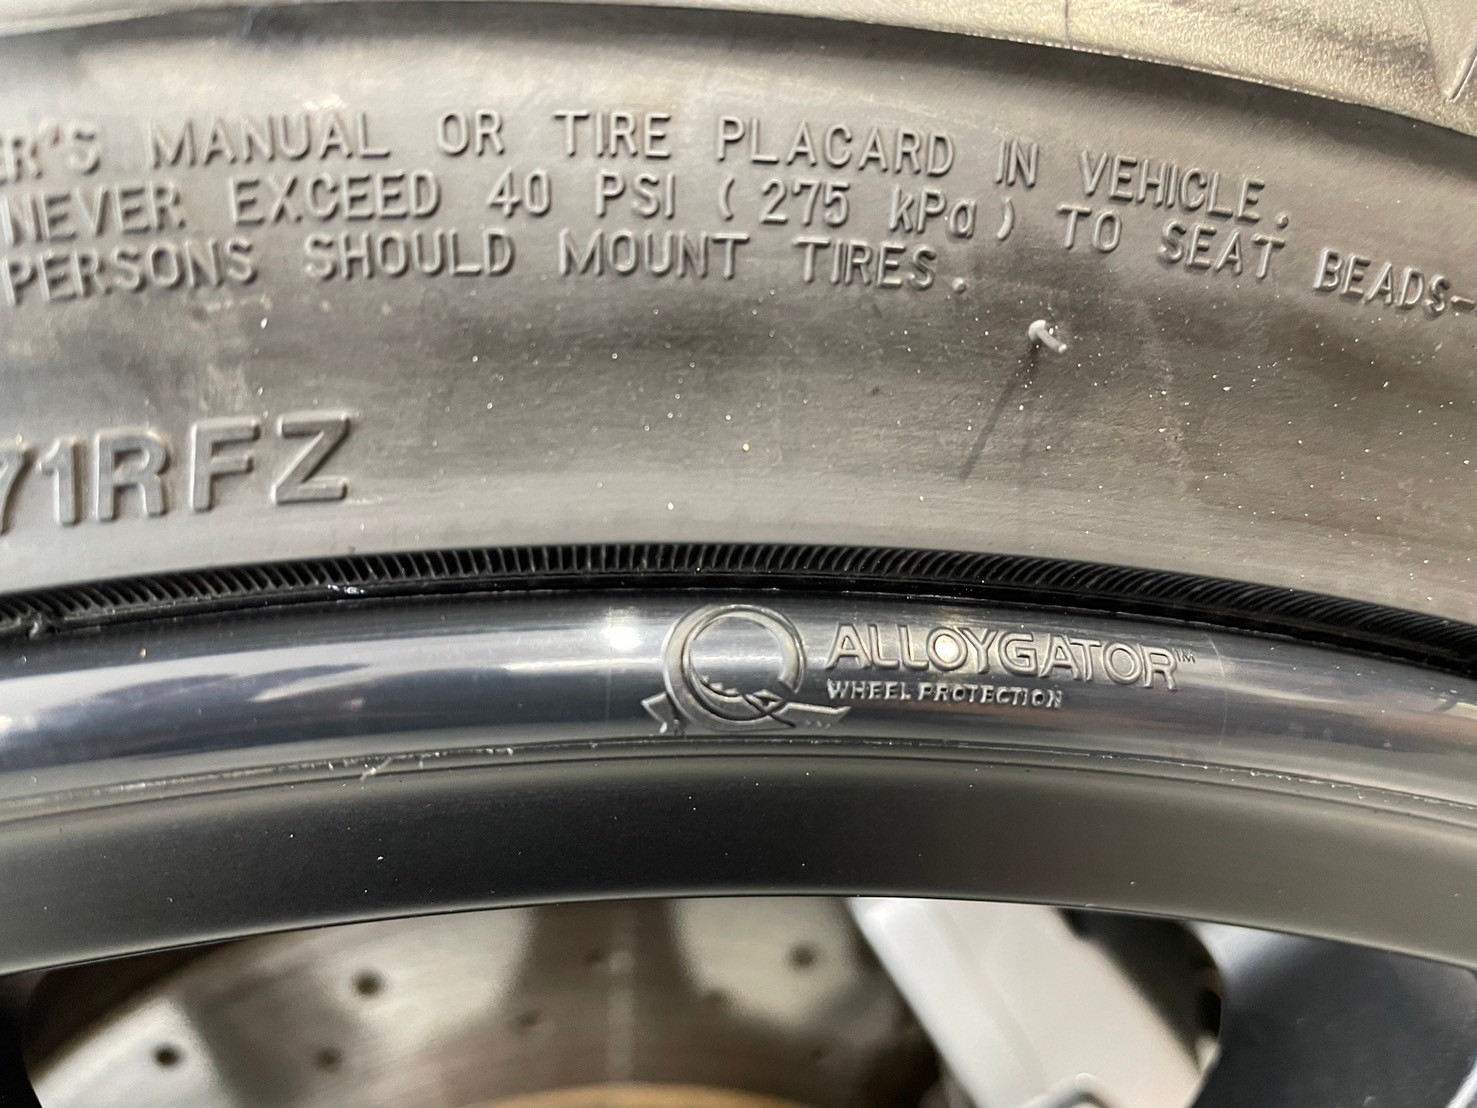 R'S MANUAL OR TIRE PLACARD IN VEHICLE.
NEVER EXCEED 40 PSI (275 kPa) TO SEAT BEADS-
PERSONS SHOULD MOUNT TIRES.
71RFZ
ALLOYGATOR™
WHEEL PROTECTION